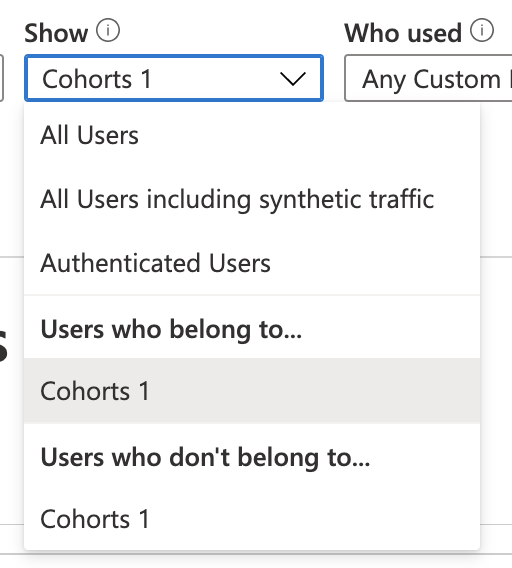 Show Who used
Cohorts 1 Any Custom
All Users
All Users including synthetic traffic
Authenticated Users
Users who belong to...
Cohorts 1
Users who don't belong to...
Cohorts 1